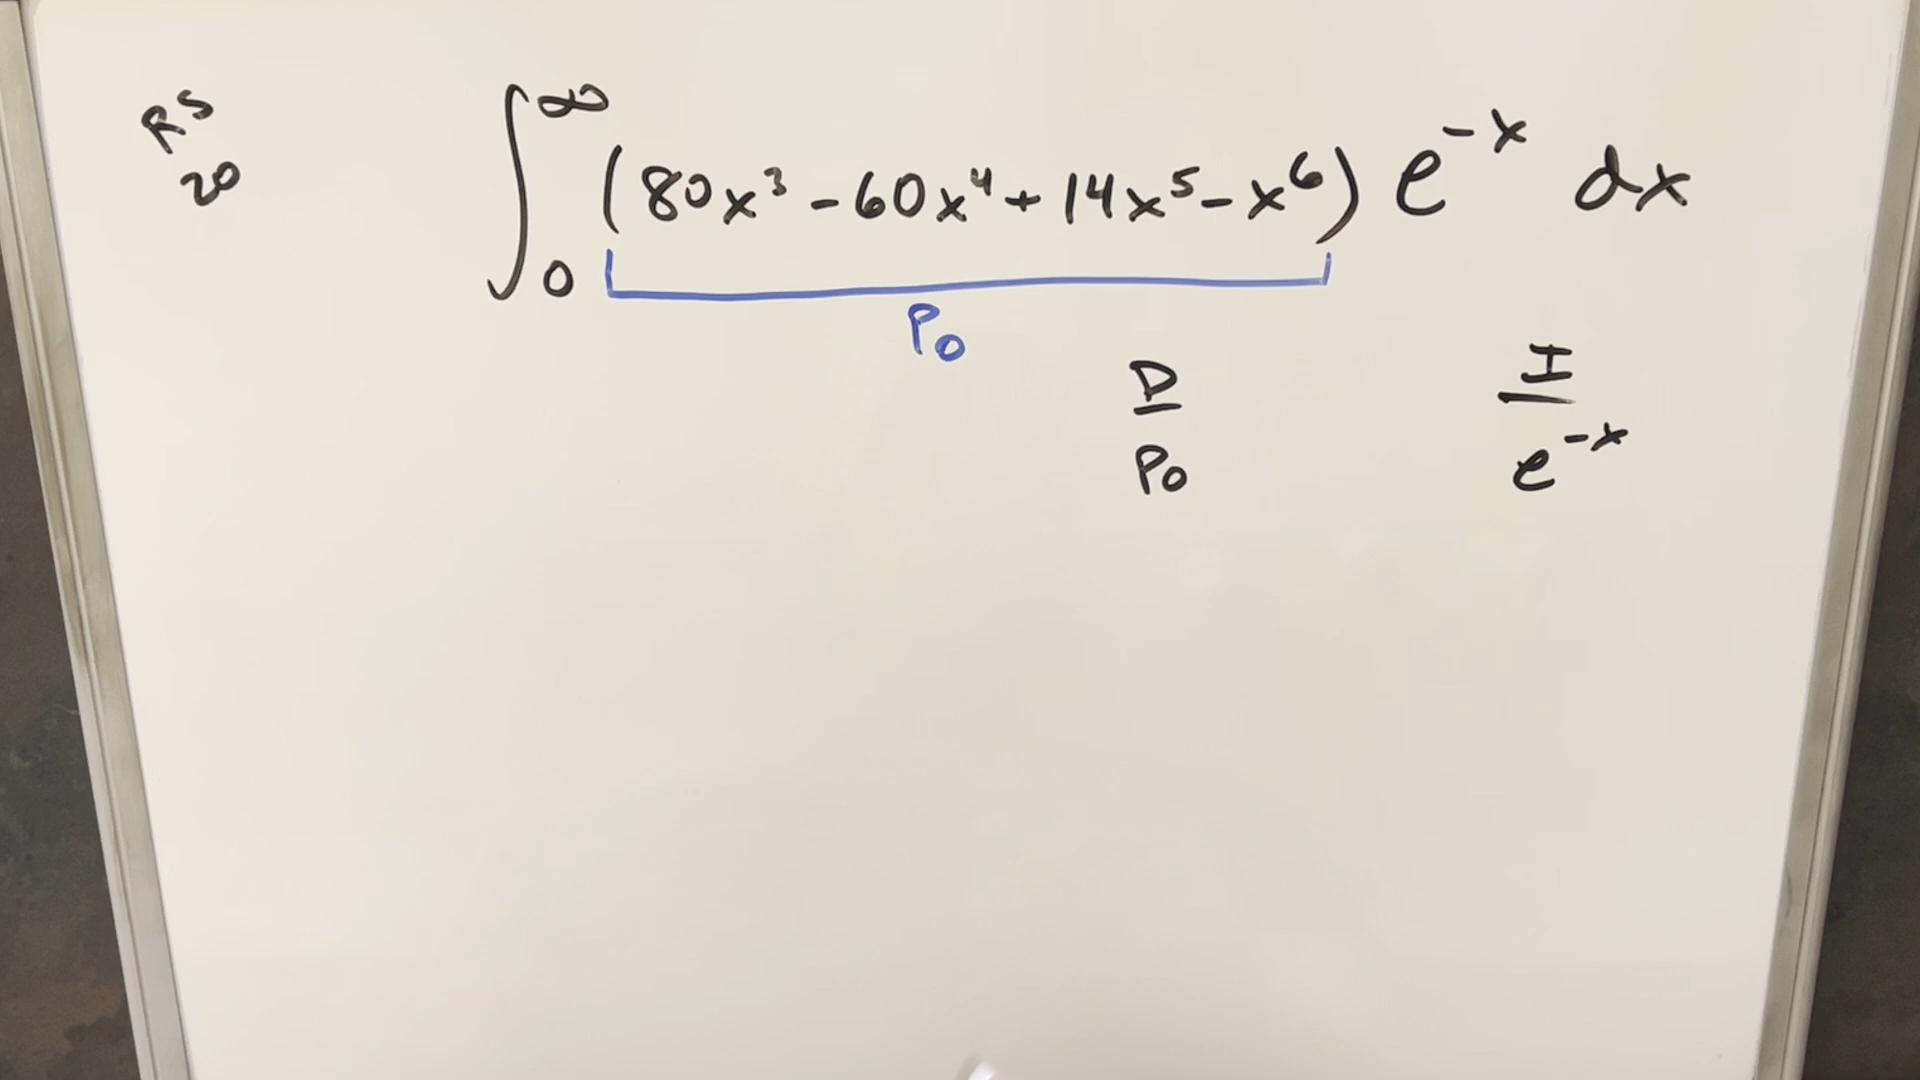 RS
20
∫₀^∞ (80x³ - 60x⁴ + 14x⁵ - x⁶) e^{-x} dx
P₀
D I
P₀ e^{-x}